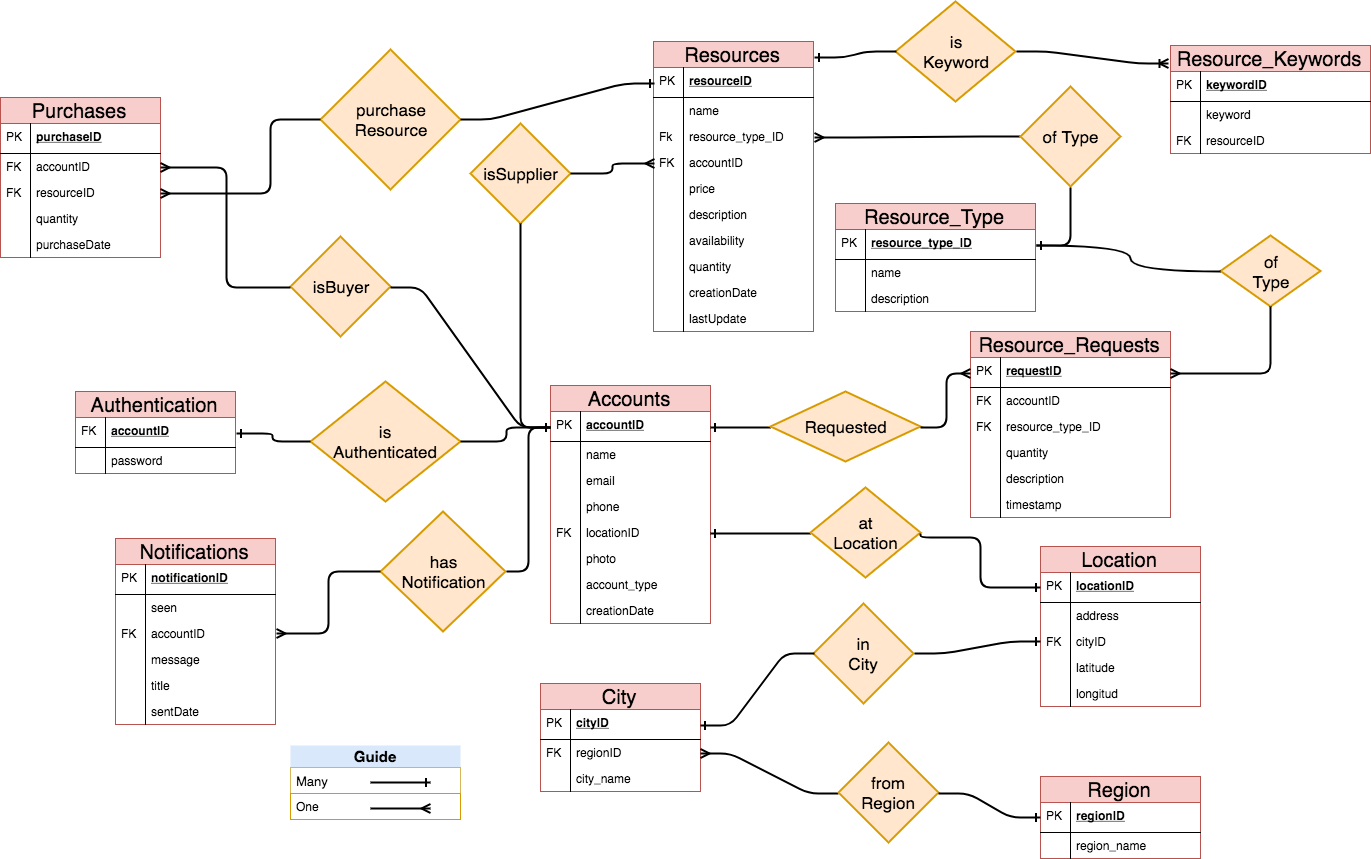 Purchases
PK purchaseID
FK accountID
FK resourceID
quantity
purchaseDate
purchase
Resource
isSupplier
isBuyer
Resources
PK resourceID
name
Fk resource_type_ID
FK accountID
price
description
availability
quantity
creationDate
lastUpdate
is
Keyword
Resource_Keywords
PK keywordID
keyword
FK resourceID
of Type
Resource_Type
PK resource_type_ID
name
description
of
Type
Resource_Requests
PK requestID
FK accountID
FK resource_type_ID
quantity
description
timestamp
Authentication
FK accountID
password
is
Authenticated
Accounts
PK accountID
name
email
phone
FK locationID
photo
account_type
creationDate
Requested
at
Location
Notifications
PK notificationID
seen
FK accountID
message
title
sentDate
has
Notification
Location
PK locationID
address
FK cityID
latitude
longitud
in
City
City
PK cityID
FK regionID
city_name
from
Region
Region
PK regionID
region_name
Guide
Many
One